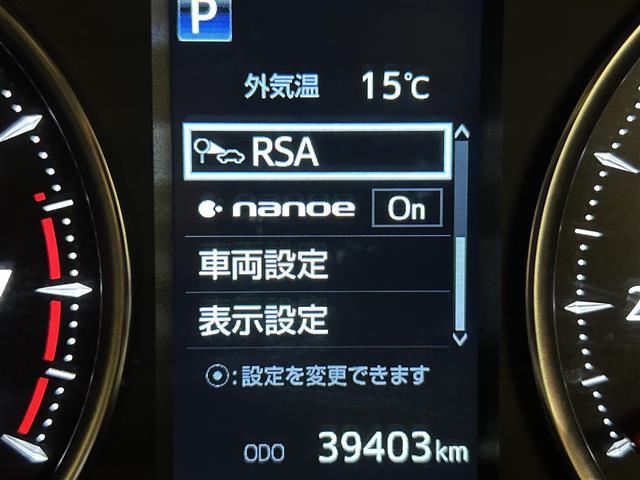 P
外気温 15℃
RSA
nanoe On
車両設定
表示設定
⦿:設定を変更できます
ODO 39403km
2